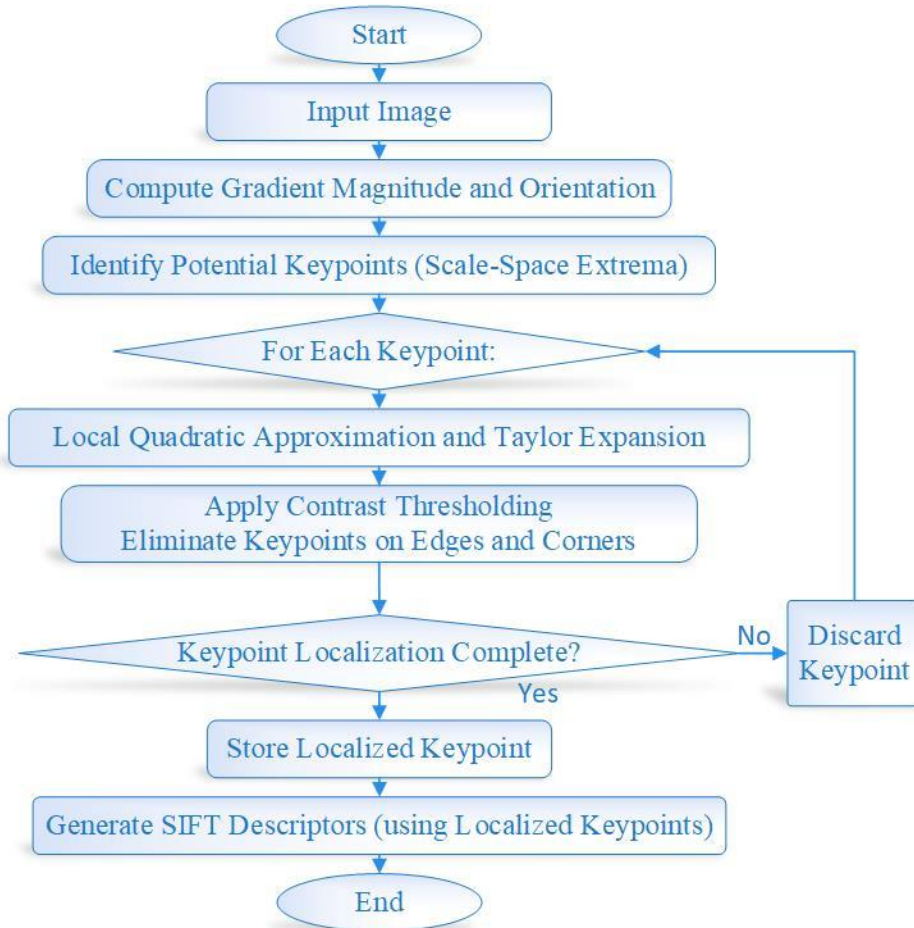 Start
Input Image
Compute Gradient Magnitude and Orientation
Identify Potential Keypoints (Scale-Space Extrema)
For Each Keypoint:
Local Quadratic Approximation and Taylor Expansion
Apply Contrast Thresholding
Eliminate Keypoints on Edges and Corners
Keypoint Localization Complete?
No
Discard
Keypoint
Yes
Store Localized Keypoint
Generate SIFT Descriptors (using Localized Keypoints)
End